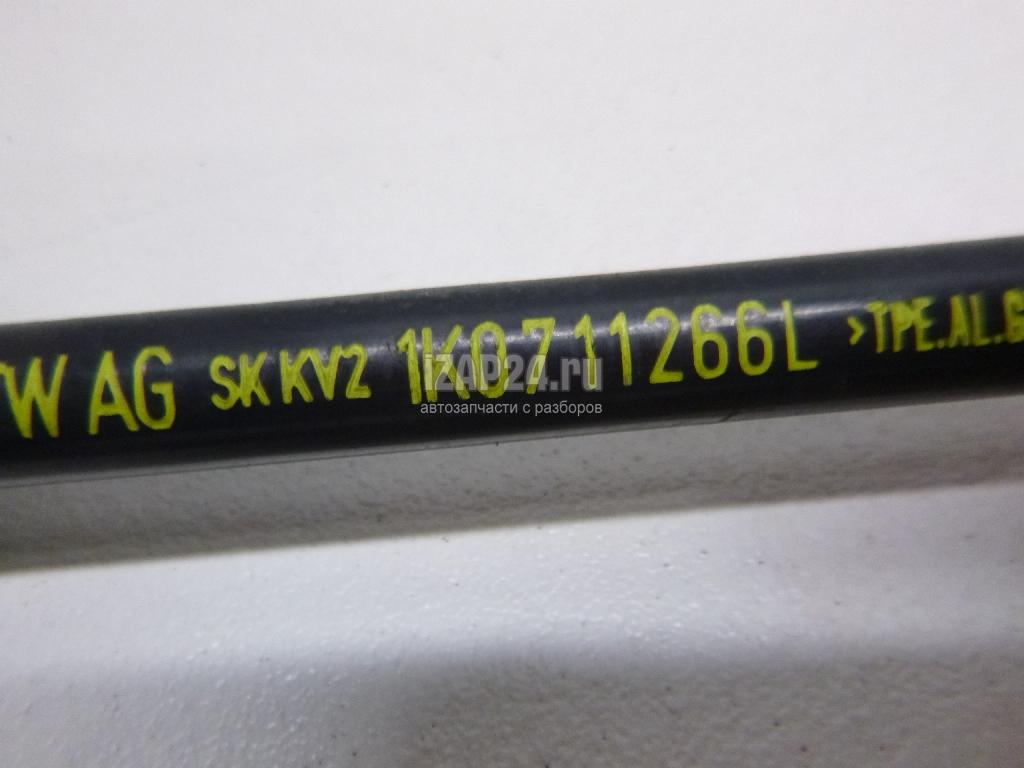 W AG SK KV2 1K0711266L >TPE.AL.G
iZAP24.ru
автозапчасти с разборов